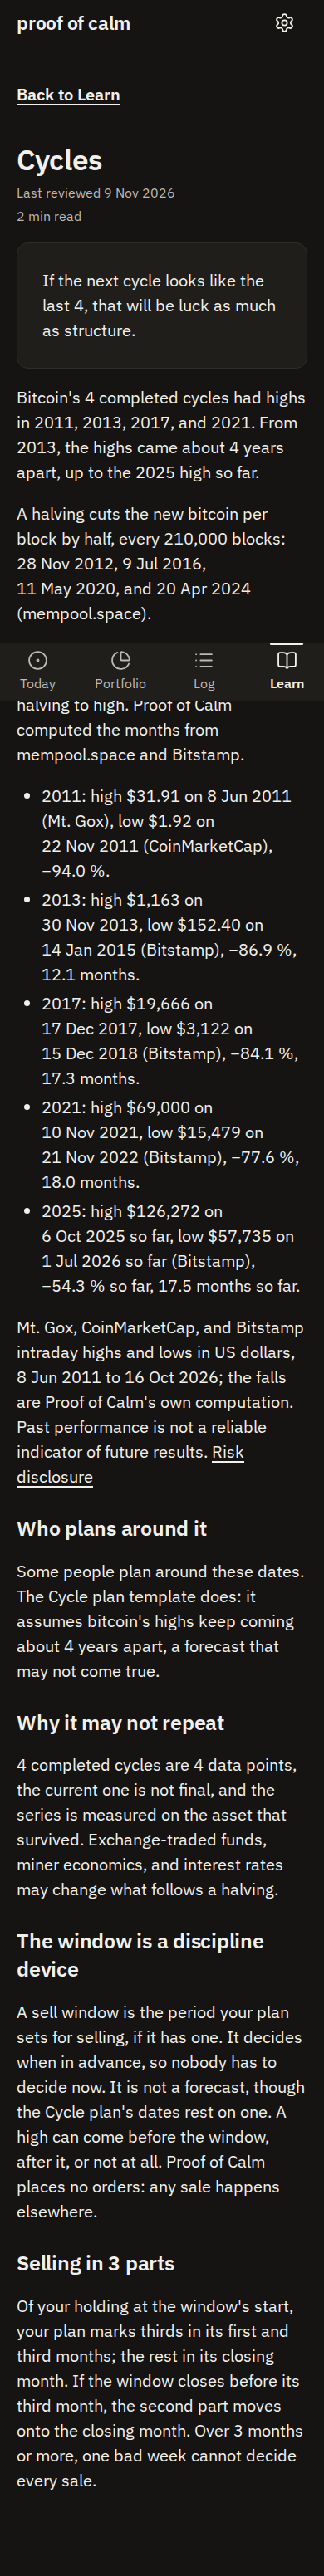 proof of calm
Back to Learn
Cycles
Last reviewed 9 Nov 2026
2 min read
If the next cycle looks like the
last 4, that will be luck as much
as structure.
Bitcoin's 4 completed cycles had highs
in 2011, 2013, 2017, and 2021. From
2013, the highs came about 4 years
apart, up to the 2025 high so far.
A halving cuts the new bitcoin per
block by half, every 210,000 blocks:
28 Nov 2012, 9 Jul 2016,
11 May 2020, and 20 Apr 2024
(mempool.space).
Today
Portfolio
Log
Learn
halving to high. Proof of Calm
computed the months from
mempool.space and Bitstamp.
• 2011: high $31.91 on 8 Jun 2011
(Mt. Gox), low $1.92 on
22 Nov 2011 (CoinMarketCap),
−94.0 %.
• 2013: high $1,163 on
30 Nov 2013, low $152.40 on
14 Jan 2015 (Bitstamp), −86.9 %,
12.1 months.
• 2017: high $19,666 on
17 Dec 2017, low $3,122 on
15 Dec 2018 (Bitstamp), −84.1 %,
17.3 months.
• 2021: high $69,000 on
10 Nov 2021, low $15,479 on
21 Nov 2022 (Bitstamp), −77.6 %,
18.0 months.
• 2025: high $126,272 on
6 Oct 2025 so far, low $57,735 on
1 Jul 2026 so far (Bitstamp),
−54.3 % so far, 17.5 months so far.
Mt. Gox, CoinMarketCap, and Bitstamp
intraday highs and lows in US dollars,
8 Jun 2011 to 16 Oct 2026; the falls
are Proof of Calm's own computation.
Past performance is not a reliable
indicator of future results. Risk
disclosure
Who plans around it
Some people plan around these dates.
The Cycle plan template does: it
assumes bitcoin's highs keep coming
about 4 years apart, a forecast that
may not come true.
Why it may not repeat
4 completed cycles are 4 data points,
the current one is not final, and the
series is measured on the asset that
survived. Exchange-traded funds,
miner economics, and interest rates
may change what follows a halving.
The window is a discipline
device
A sell window is the period your plan
sets for selling, if it has one. It decides
when in advance, so nobody has to
decide now. It is not a forecast, though
the Cycle plan's dates rest on one. A
high can come before the window,
after it, or not at all. Proof of Calm
places no orders: any sale happens
elsewhere.
Selling in 3 parts
Of your holding at the window's start,
your plan marks thirds in its first and
third months; the rest in its closing
month. If the window closes before its
third month, the second part moves
onto the closing month. Over 3 months
or more, one bad week cannot decide
every sale.